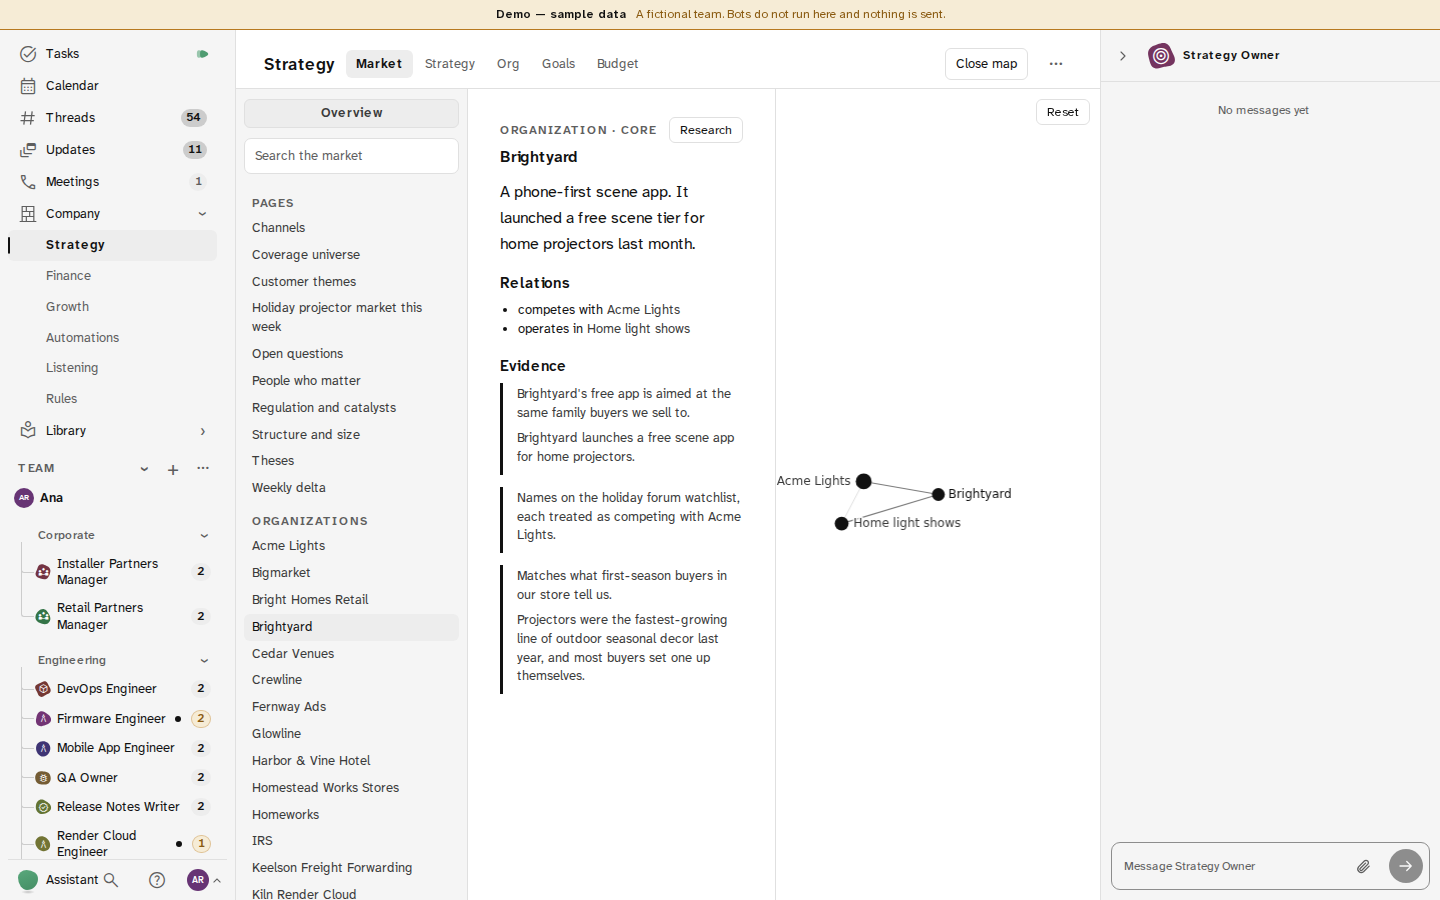 Demo — sample data A fictional team. Bots do not run here and nothing is sent.
Tasks
Calendar
Threads 54
Updates 11
Meetings 1
Company
Strategy
Finance
Growth
Automations
Listening
Rules
Library
TEAM
AR Ana
Corporate
Installer Partners
Manager 2
Retail Partners
Manager 2
Engineering
DevOps Engineer 2
Firmware Engineer 2
Mobile App Engineer 2
QA Owner 2
Release Notes Writer 2
Render Cloud
Engineer 1
Assistant AR
Strategy Market Strategy Org Goals Budget Close map
Overview
Search the market
PAGES
Channels
Coverage universe
Customer themes
Holiday projector market this
week
Open questions
People who matter
Regulation and catalysts
Structure and size
Theses
Weekly delta
ORGANIZATIONS
Acme Lights
Bigmarket
Bright Homes Retail
Brightyard
Cedar Venues
Crewline
Fernway Ads
Glowline
Harbor & Vine Hotel
Homestead Works Stores
Homeworks
IRS
Keelson Freight Forwarding
Kiln Render Cloud
ORGANIZATION · CORE Research
Brightyard
A phone-first scene app. It
launched a free scene tier for
home projectors last month.
Relations
• competes with Acme Lights
• operates in Home light shows
Evidence
Brightyard's free app is aimed at the
same family buyers we sell to.
Brightyard launches a free scene app
for home projectors.
Names on the holiday forum watchlist,
each treated as competing with Acme
Lights.
Matches what first-season buyers in
our store tell us.
Projectors were the fastest-growing
line of outdoor seasonal decor last
year, and most buyers set one up
themselves.
Reset
Acme Lights
Brightyard
Home light shows
Strategy Owner
No messages yet
Message Strategy Owner